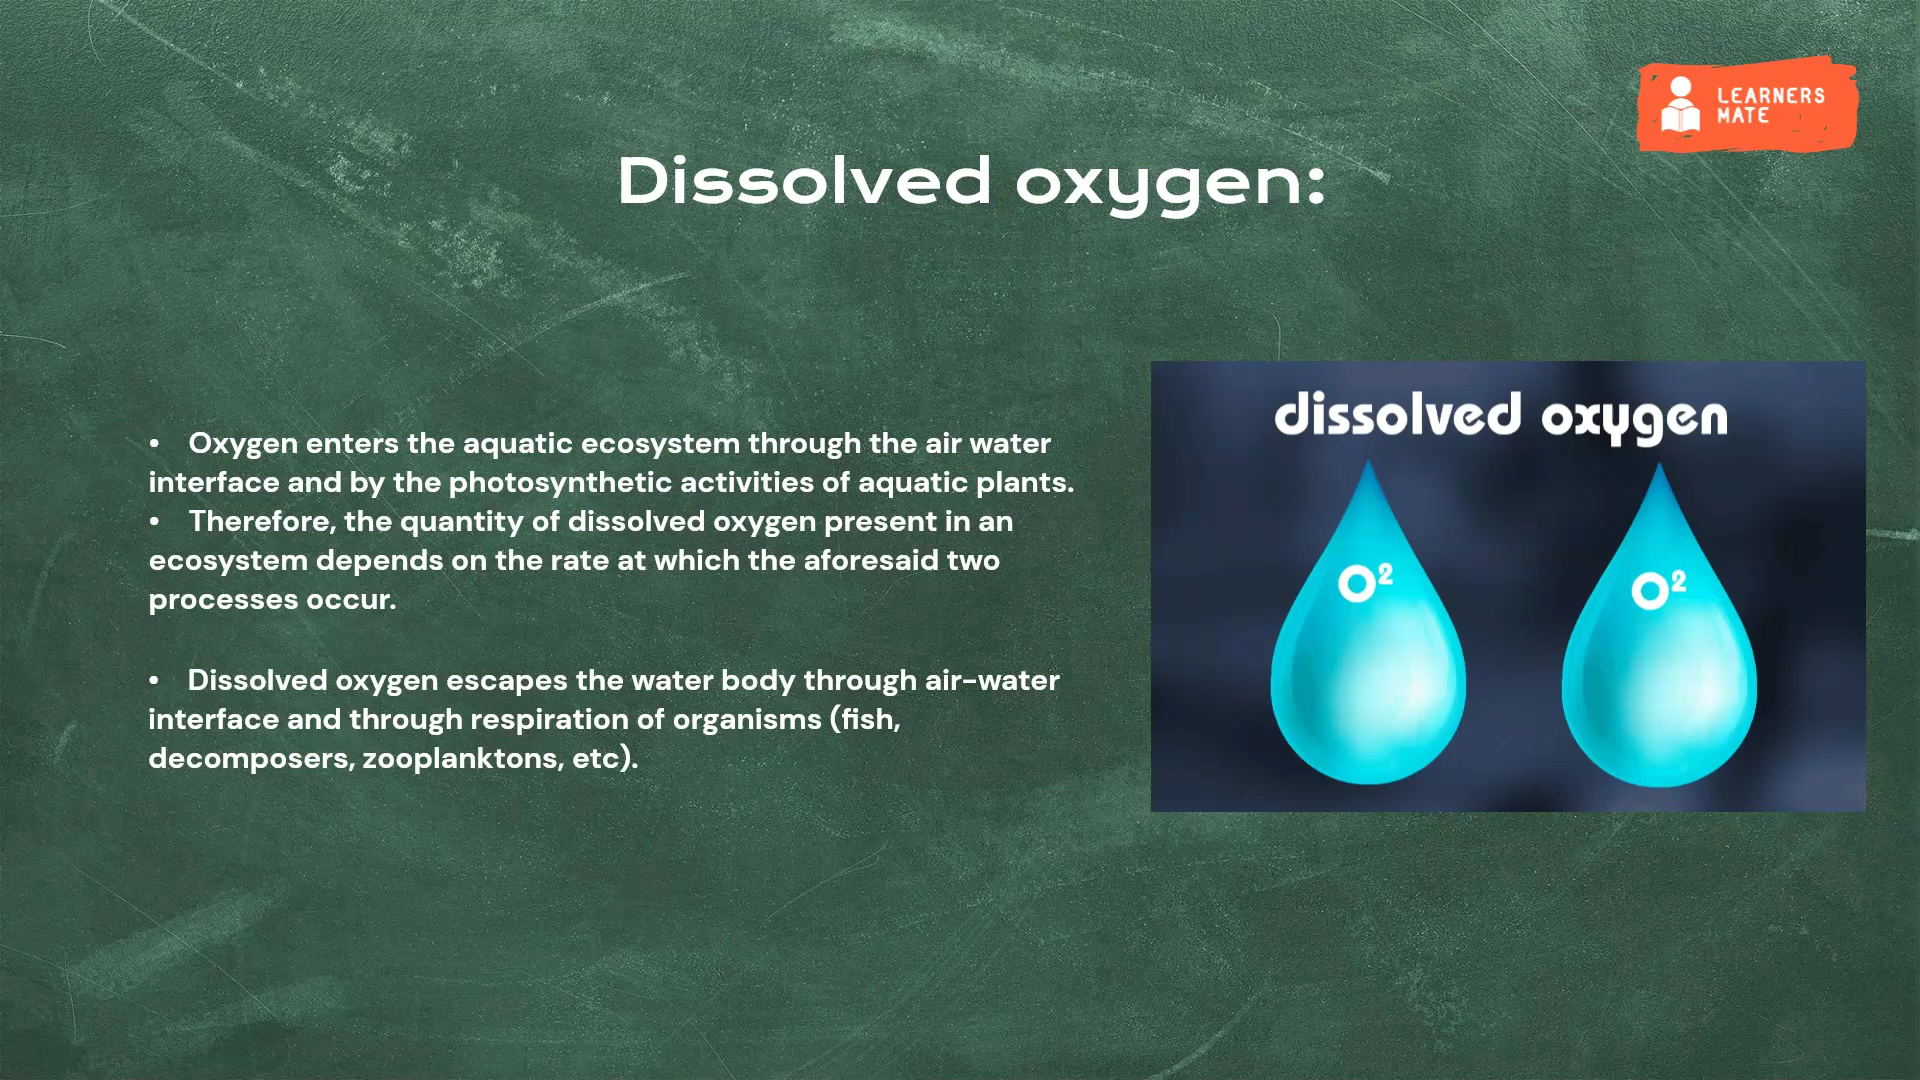 LEARNERS
MATE
Dissolved oxygen:
• Oxygen enters the aquatic ecosystem through the air water
interface and by the photosynthetic activities of aquatic plants.
• Therefore, the quantity of dissolved oxygen present in an
ecosystem depends on the rate at which the aforesaid two
processes occur.
• Dissolved oxygen escapes the water body through air-water
interface and through respiration of organisms (fish,
decomposers, zooplanktons, etc).
dissolved oxygen
O²
O²